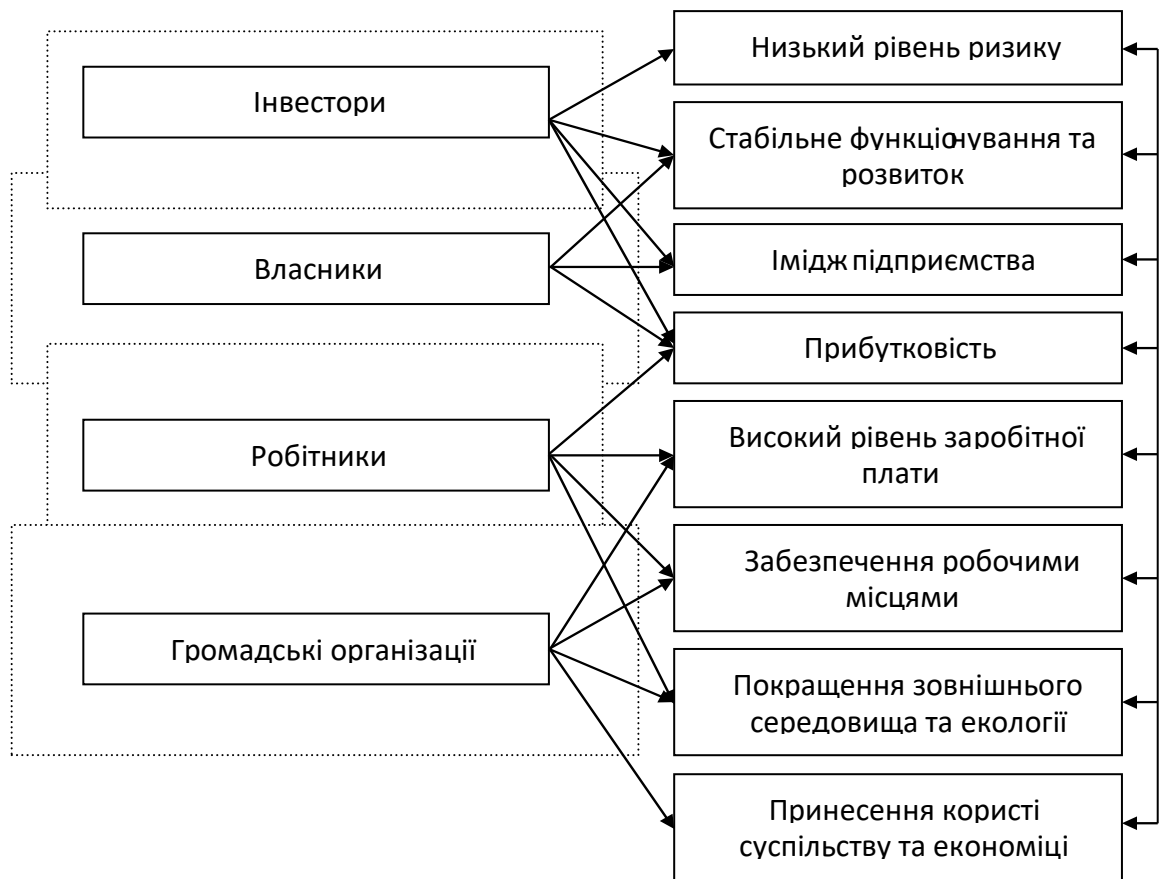 Інвестори
Власники
Робітники
Громадські організації
Низький рівень ризику
Стабільне функціонування та
розвиток
Імідж підприємства
Прибутковість
Високий рівень заробітної
плати
Забезпечення робочими
місцями
Покращення зовнішнього
середовища та екології
Принесення користі
суспільству та економіці